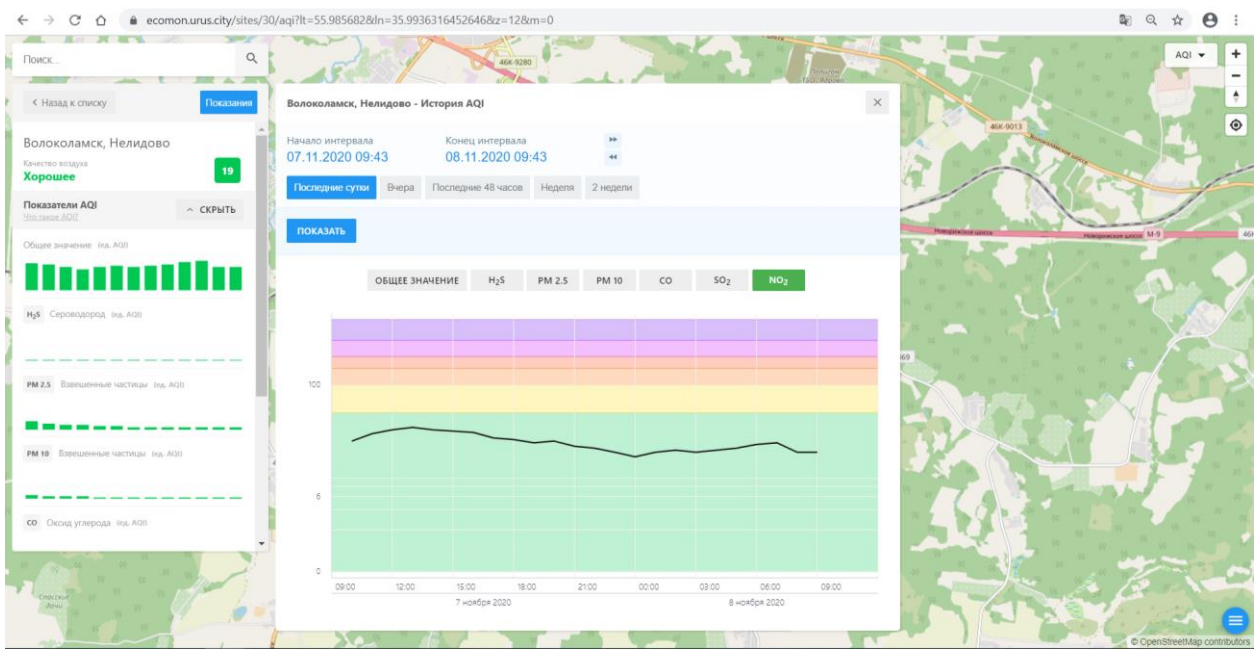 ecomon.urus.city/sites/30/aqi?lt=55.985682&ln=35.9936316452646&z=12&m=0
Поиск...
46К-9280
AQI
< Назад к списку
Показания
Волоколамск, Нелидово - История AQI
46К-9013
Волоколамск, Нелидово
Качество воздуха
Хорошее
19
Начало интервала
Конец интервала
07.11.2020 09:43
08.11.2020 09:43
Последние сутки
Вчера
Последние 48 часов
Неделя
2 недели
Показатели AQI
Что такое AQI?
СКРЫТЬ
ПОКАЗАТЬ
Новорижское шоссе
Новорижское шоссе
М-9
Общее значение (ед. AQI)
ОБЩЕЕ ЗНАЧЕНИЕ
H₂S
PM 2.5
PM 10
CO
SO₂
NO₂
H₂S Сероводород (ед. AQI)
100
PM 2.5 Взвешенные частицы (ед. AQI)
PM 10 Взвешенные частицы (ед. AQI)
6
CO Оксид углерода (ед. AQI)
0
09:00
12:00
15:00
18:00
21:00
00:00
03:00
06:00
09:00
7 ноября 2020
8 ноября 2020
© OpenStreetMap contributors